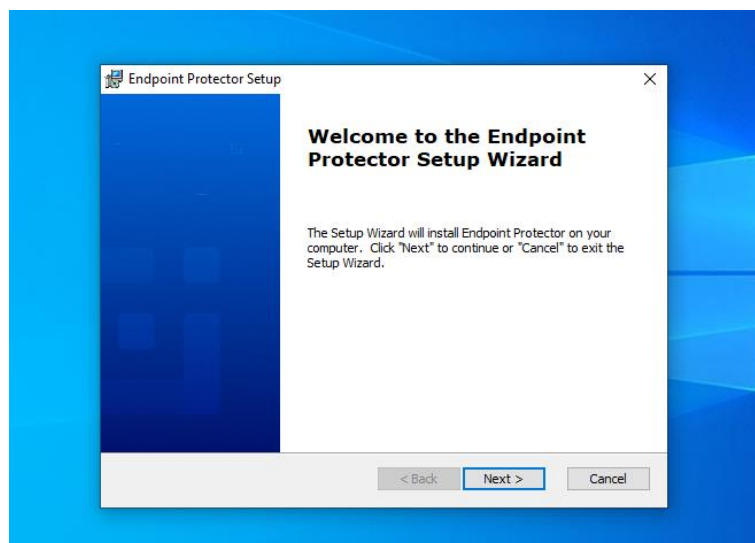 Endpoint Protector Setup
Welcome to the Endpoint
Protector Setup Wizard
The Setup Wizard will install Endpoint Protector on your
computer. Click "Next" to continue or "Cancel" to exit the
Setup Wizard.
< Back Next > Cancel